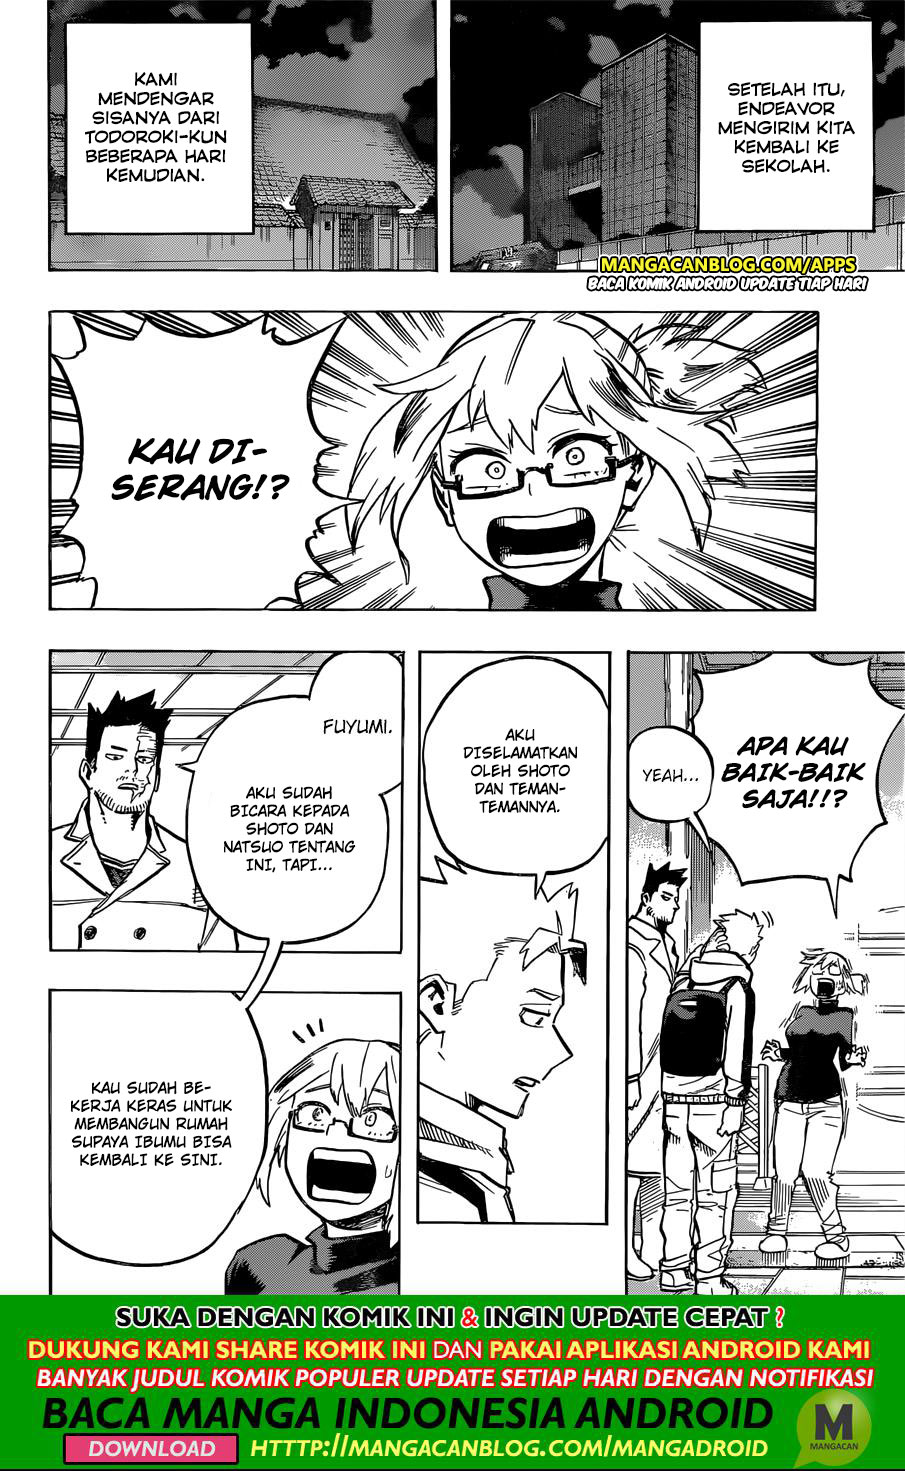 SETELAH ITU,
ENDEAVOR
MENGIRIM KITA
KEMBALI KE
SEKOLAH.
KAMI
MENDENGAR
SISANYA DARI
TODOROKI-KUN
BEBERAPA HARI
KEMUDIAN.
MANGACANBLOG.COM/APPS
BACA KOMIK ANDROID UPDATE TIAP HARI
KAU DI-
SERANG!?
APA KAU
BAIK-BAIK
SAJA!!?
YEAH...
AKU
DISELAMATKAN
OLEH SHOTO
DAN TEMAN-
TEMANNYA.
FUYUMI.
AKU SUDAH
BICARA KEPADA
SHOTO DAN
NATSUO TENTANG
INI, TAPI...
KAU SUDAH BE-
KERJA KERAS UNTUK
MEMBANGUN RUMAH
SUPAYA IBUMU BISA
KEMBALI KE SINI.
SUKA DENGAN KOMIK INI & INGIN UPDATE CEPAT ?
DUKUNG KAMI SHARE KOMIK INI DAN PAKAI APLIKASI ANDROID KAMI
BANYAK JUDUL KOMIK POPULER UPDATE SETIAP HARI DENGAN NOTIFIKASI
BACA MANGA INDONESIA ANDROID
DOWNLOAD HTTTP://MANGACANBLOG.COM/MANGADROID
M
MANGACAN